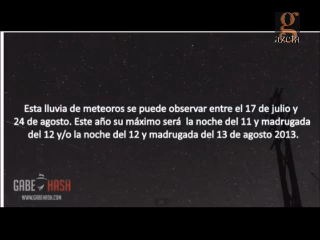 g
gaceta
Esta lluvia de meteoros se puede observar entre el 17 de julio y
24 de agosto. Este año su máximo será la noche del 11 y madrugada
del 12 y/o la noche del 12 y madrugada del 13 de agosto 2013.
GABEHASH
WWW.GABEHASH.COM